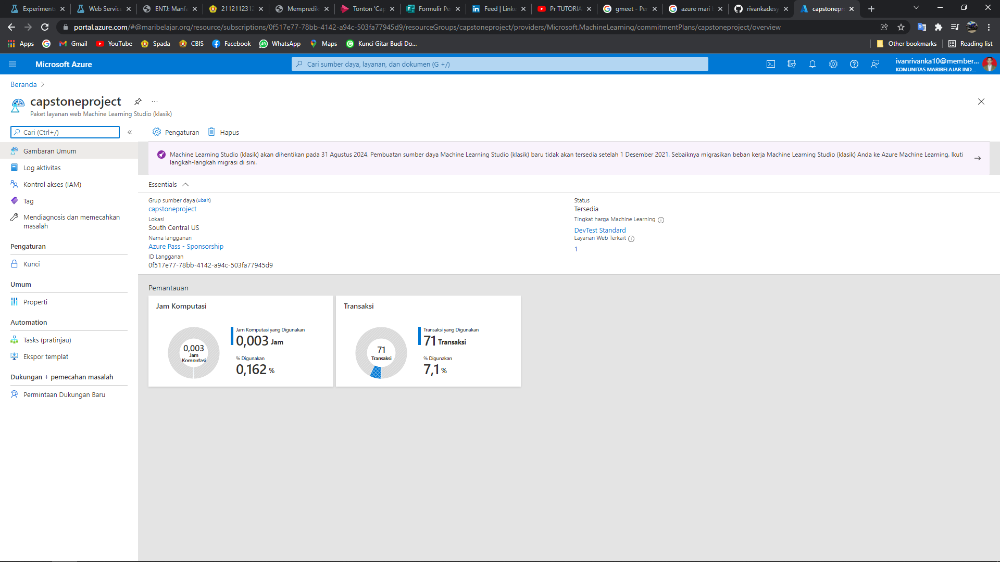 Experiments
Web Service
ENTJ: Manfa
2112112312
Mempredik
Tonton 'Cap
Formulir Pe
Feed | Linke
Pr TUTORIA
gmeet - Per
azure mari b
rivankadesy
capstonepr
portal.azure.com/#@maribelajar.org/resource/subscriptions/0f517e77-78bb-4142-a94c-503fa77945d9/resourceGroups/capstoneproject/providers/Microsoft.MachineLearning/commitmentPlans/capstoneproject/overview
Apps
Gmail
YouTube
Spada
CBIS
Facebook
49
WhatsApp
Maps
Kunci Gitar Budi Do...
Other bookmarks
Reading list
Microsoft Azure
Cari sumber daya, layanan, dan dokumen (G +/)
ivanrivanka10@member...
KOMUNITAS MARIBELAJAR IND...
Beranda
capstoneproject
Paket layanan web Machine Learning Studio (klasik)
Cari (Ctrl+/)
Pengaturan
Hapus
Gambaran Umum
Log aktivitas
Kontrol akses (IAM)
Tag
Mendiagnosis dan memecahkan
masalah
Pengaturan
Kunci
Umum
Properti
Automation
Tasks (pratinjau)
Ekspor templat
Dukungan + pemecahan masalah
Permintaan Dukungan Baru
Machine Learning Studio (klasik) akan dihentikan pada 31 Agustus 2024. Pembuatan sumber daya Machine Learning Studio (klasik) baru tidak akan tersedia setelah 1 Desember 2021. Sebaiknya migrasikan beban kerja Machine Learning Studio (klasik) Anda ke Azure Machine Learning. Ikuti
langkah-langkah migrasi di sini.
Essentials
Grup sumber daya (ubah)
capstoneproject
Lokasi
South Central US
Nama langganan
Azure Pass - Sponsorship
ID Langganan
0f517e77-78bb-4142-a94c-503fa77945d9
Status
Tersedia
Tingkat harga Machine Learning
DevTest Standard
Layanan Web Terkait
1
Pemantauan
Jam Komputasi
0,003
Jam
Komputasi
Jam Komputasi yang Digunakan
0,003 Jam
% Digunakan
0,162 %
Transaksi
71
Transaksi
Transaksi yang Digunakan
71 Transaksi
% Digunakan
7,1 %